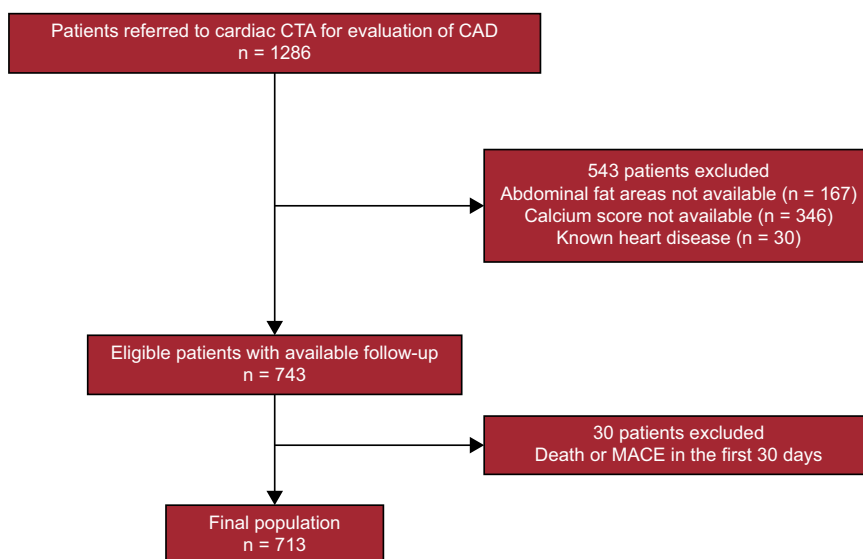 Patients referred to cardiac CTA for evaluation of CAD
n = 1286
543 patients excluded
Abdominal fat areas not available (n = 167)
Calcium score not available (n = 346)
Known heart disease (n = 30)
Eligible patients with available follow-up
n = 743
30 patients excluded
Death or MACE in the first 30 days
Final population
n = 713